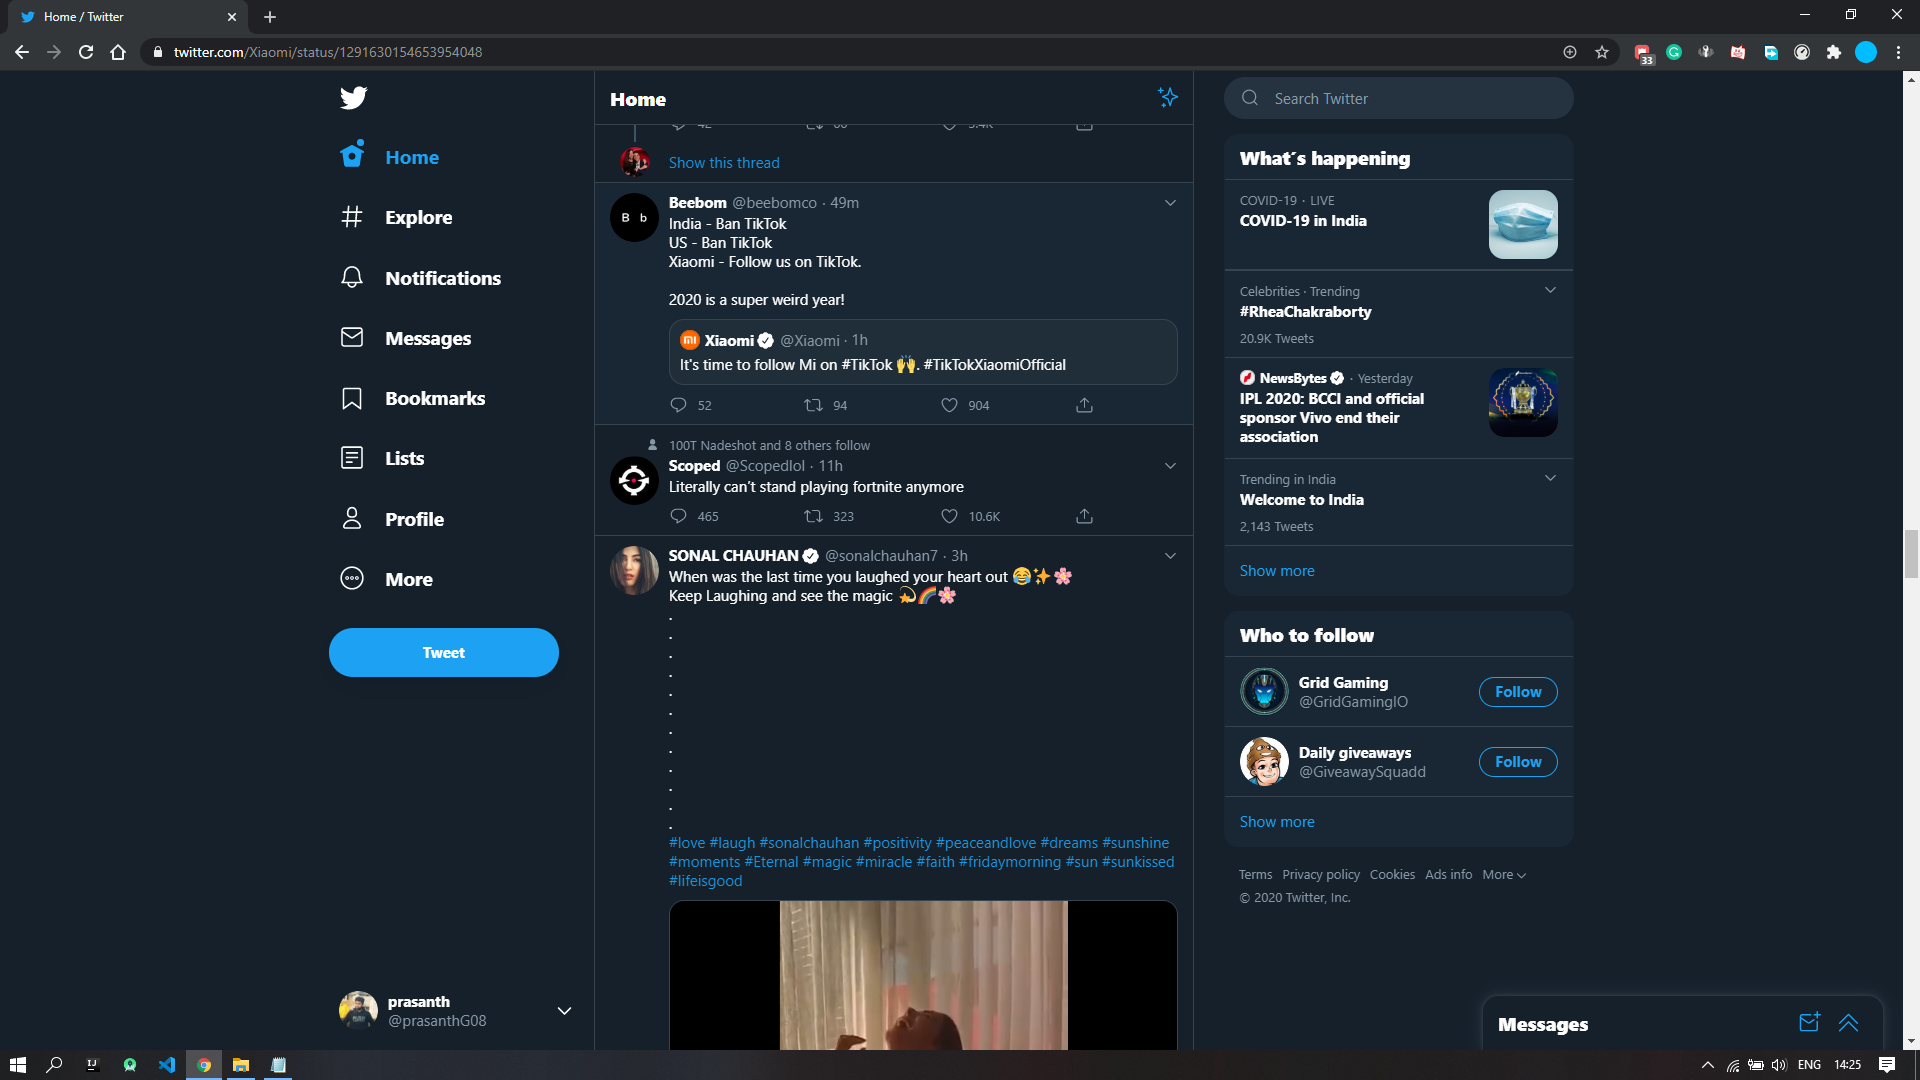 Home / Twitter
twitter.com/Xiaomi/status/1291630154653954048
33
Home
Explore
Notifications
Messages
Bookmarks
Lists
Profile
More
Tweet
prasanth
@prasanthG08
Home
Show this thread
B b
Beebom @beebomco · 49m
India - Ban TikTok
US - Ban TikTok
Xiaomi - Follow us on TikTok.
2020 is a super weird year!
Xiaomi @Xiaomi · 1h
It's time to follow Mi on #TikTok 🙌. #TikTokXiaomiOfficial
52 94 904
100T Nadeshot and 8 others follow
Scoped @Scopedlol · 11h
Literally can't stand playing fortnite anymore
465 323 10.6K
SONAL CHAUHAN @sonalchauhan7 · 3h
When was the last time you laughed your heart out 😂✨🌸
Keep Laughing and see the magic 💫🌈🌸
.
.
.
.
.
.
.
.
.
.
.
.
#love #laugh #sonalchauhan #positivity #peaceandlove #dreams #sunshine
#moments #Eternal #magic #miracle #faith #fridaymorning #sun #sunkissed
#lifeisgood
Search Twitter
What´s happening
COVID-19 · LIVE
COVID-19 in India
Celebrities · Trending
#RheaChakraborty
20.9K Tweets
NewsBytes · Yesterday
IPL 2020: BCCI and official
sponsor Vivo end their
association
Trending in India
Welcome to India
2,143 Tweets
Show more
Who to follow
Grid Gaming
@GridGamingIO
Follow
Daily giveaways
@GiveawaySquadd
Follow
Show more
Terms Privacy policy Cookies Ads info More
© 2020 Twitter, Inc.
Messages
ENG 14:25